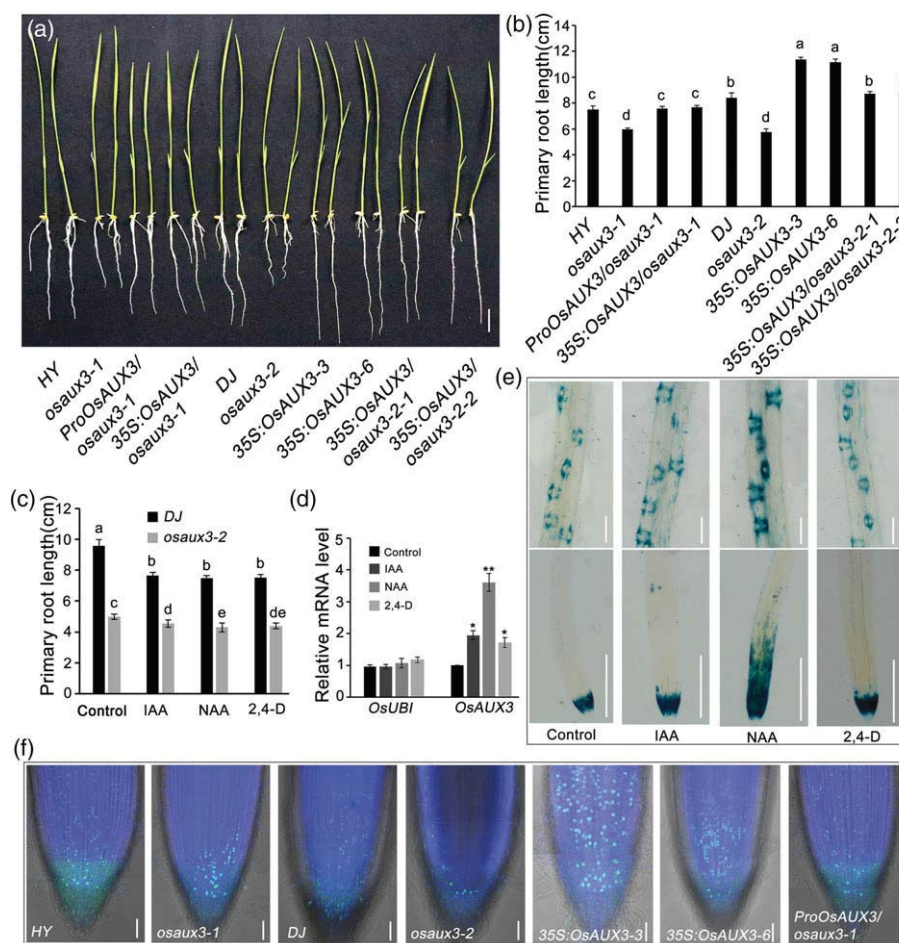 (a)
HY
osaux3-1
ProOsAUX3/
osaux3-1
35S:OsAUX3/
osaux3-1
DJ
osaux3-2
35S:OsAUX3-3
35S:OsAUX3-6
35S:OsAUX3/
osaux3-2-1
35S:OsAUX3/
osaux3-2-2
(b)
Primary root length(cm)
14
12
10
8
6
4
2
0
c
d
c
c
b
d
a
a
b
HY
osaux3-1
ProOsAUX3/osaux3-1
35S:OsAUX3/osaux3-1
DJ
osaux3-2
35S:OsAUX3-3
35S:OsAUX3-6
35S:OsAUX3/osaux3-2-1
(c)
Primary root length(cm)
12
10
8
6
4
2
0
DJ
osaux3-2
a
c
b
d
b
e
b
de
Control
IAA
NAA
2,4-D
(d)
Relative mRNA level
5
4
3
2
1
0
Control
IAA
NAA
2,4-D
*
**
*
OsUBI
OsAUX3
(e)
Control
IAA
NAA
2,4-D
(f)
HY
osaux3-1
DJ
osaux3-2
35S:OsAUX3-3
35S:OsAUX3-6
ProOsAUX3/
osaux3-1